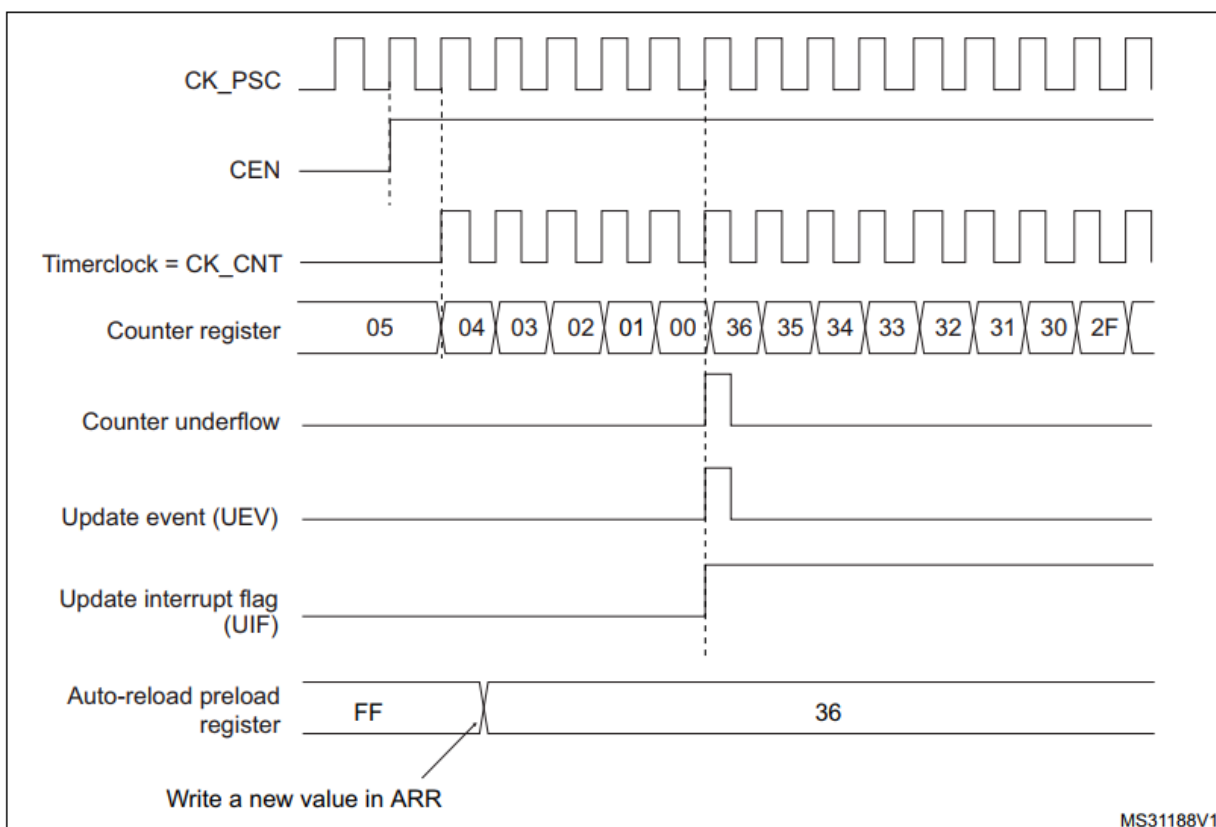 CK_PSC
CEN
Timerclock = CK_CNT
Counter register 05 04 03 02 01 00 36 35 34 33 32 31 30 2F
Counter underflow
Update event (UEV)
Update interrupt flag
(UIF)
Auto-reload preload
register
FF 36
Write a new value in ARR
MS31188V1